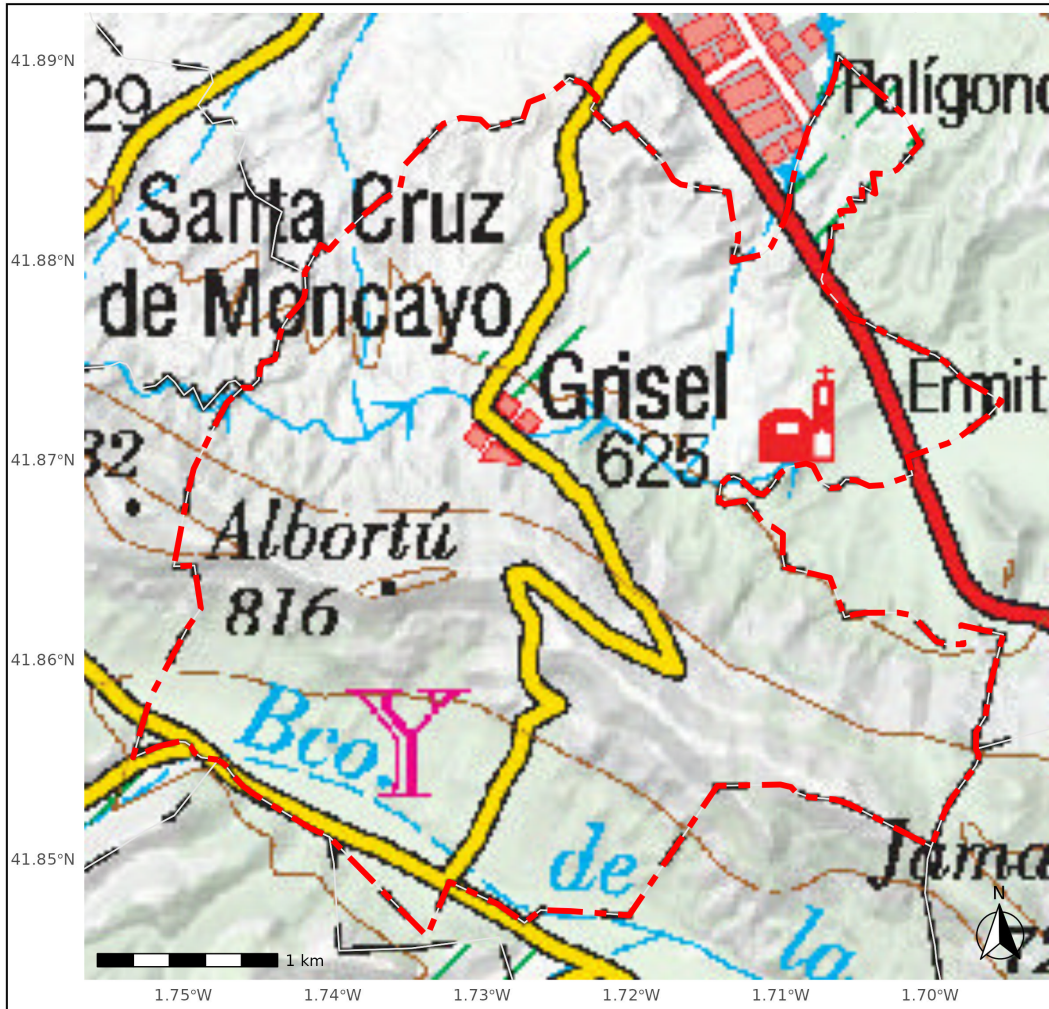 41.89°N
Polígono
29
Santa Cruz
de Moncayo
41.88°N
Grisel
625
Ermit
41.87°N
32
Albortú
816
41.86°N
Bco.
de
la
Jama
41.85°N
N
72
1 km
1.75°W 1.74°W 1.73°W 1.72°W 1.71°W 1.70°W